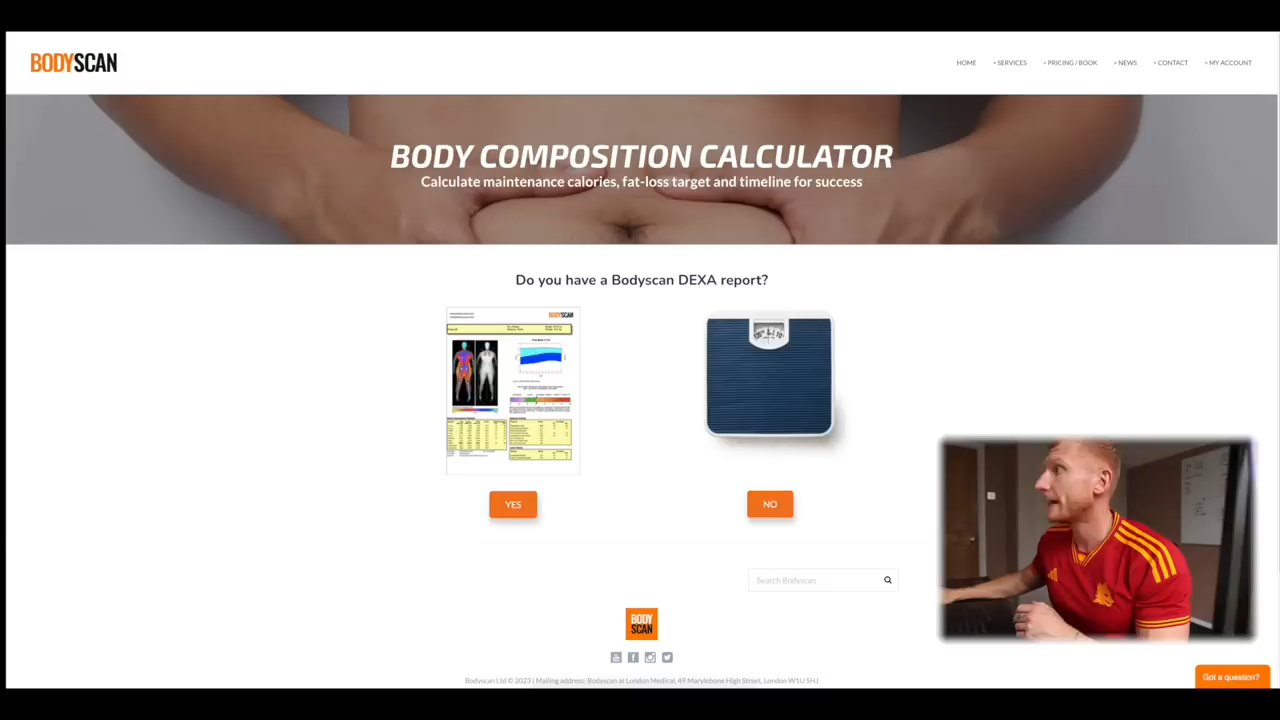 BODYSCAN
HOME
> SERVICES
> PRICING / BOOK
> NEWS
> CONTACT
> MY ACCOUNT
BODY COMPOSITION CALCULATOR
Calculate maintenance calories, fat-loss target and timeline for success
Do you have a Bodyscan DEXA report?
BODYSCAN
YES
NO
Search Bodyscan
BODY
SCAN
Bodyscan Ltd © 2023 | Mailing address: Bodyscan at London Medical, 49 Marylebone High Street, London W1U 5HJ
Got a question?